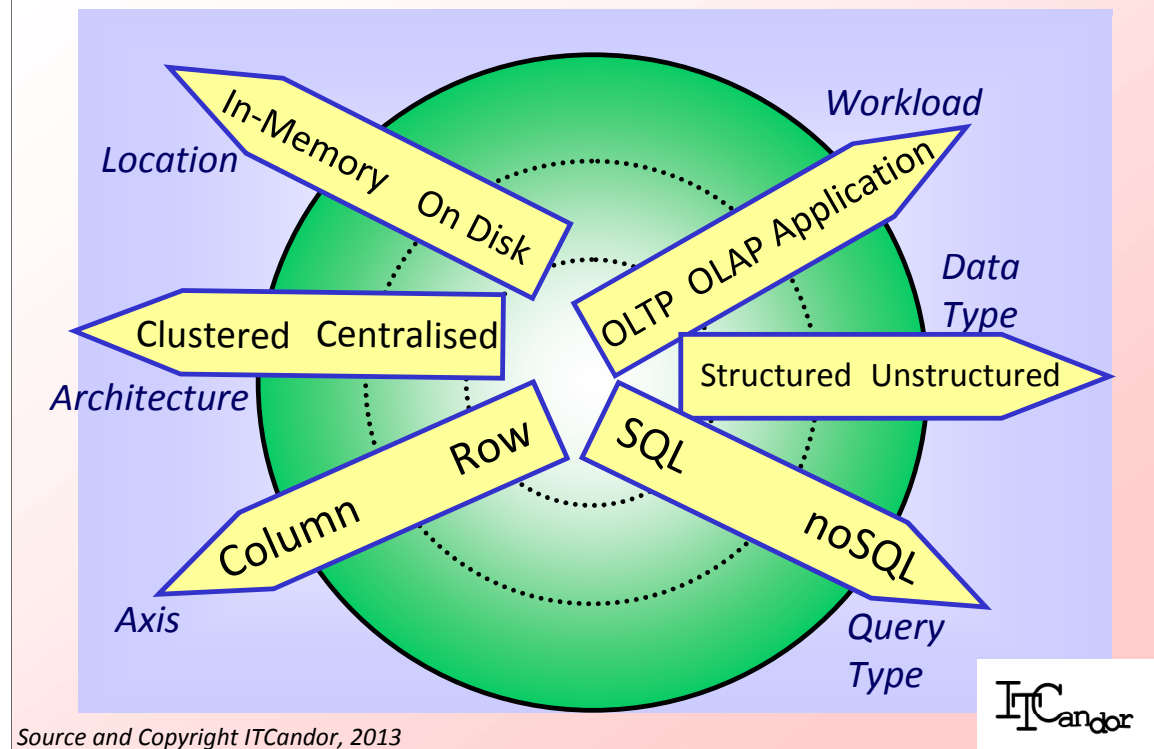 Workload
In-Memory On Disk
Location
OLTP OLAP Application
Data
Type
Clustered Centralised
Architecture
Structured Unstructured
Column Row
Axis
SQL noSQL
Query
Type
ITCandor
Source and Copyright ITCandor, 2013